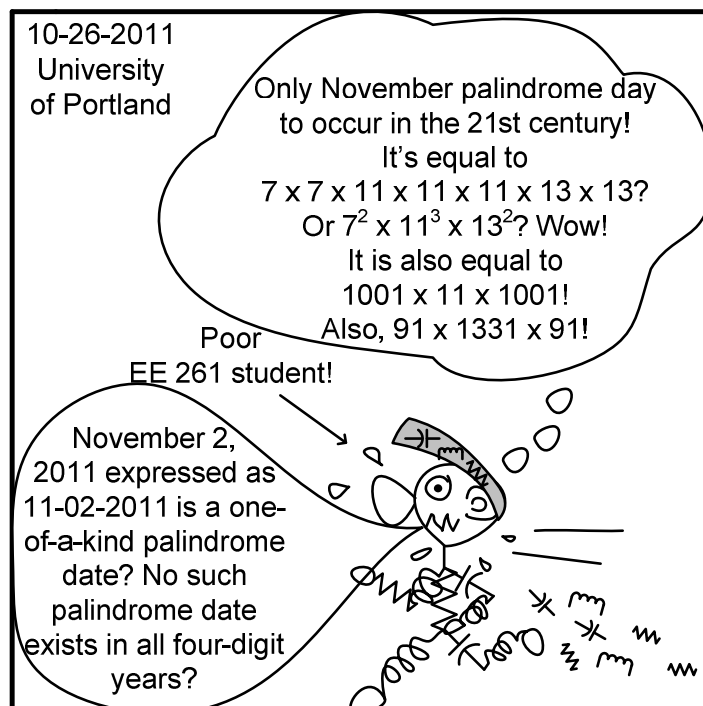 10-26-2011
University
of Portland
Only November palindrome day
to occur in the 21st century!
It's equal to
7 x 7 x 11 x 11 x 11 x 13 x 13?
Or 7² x 11³ x 13²? Wow!
It is also equal to
1001 x 11 x 1001!
Also, 91 x 1331 x 91!
Poor
EE 261 student!
November 2,
2011 expressed as
11-02-2011 is a one-
of-a-kind palindrome
date? No such
palindrome date
exists in all four-digit
years?